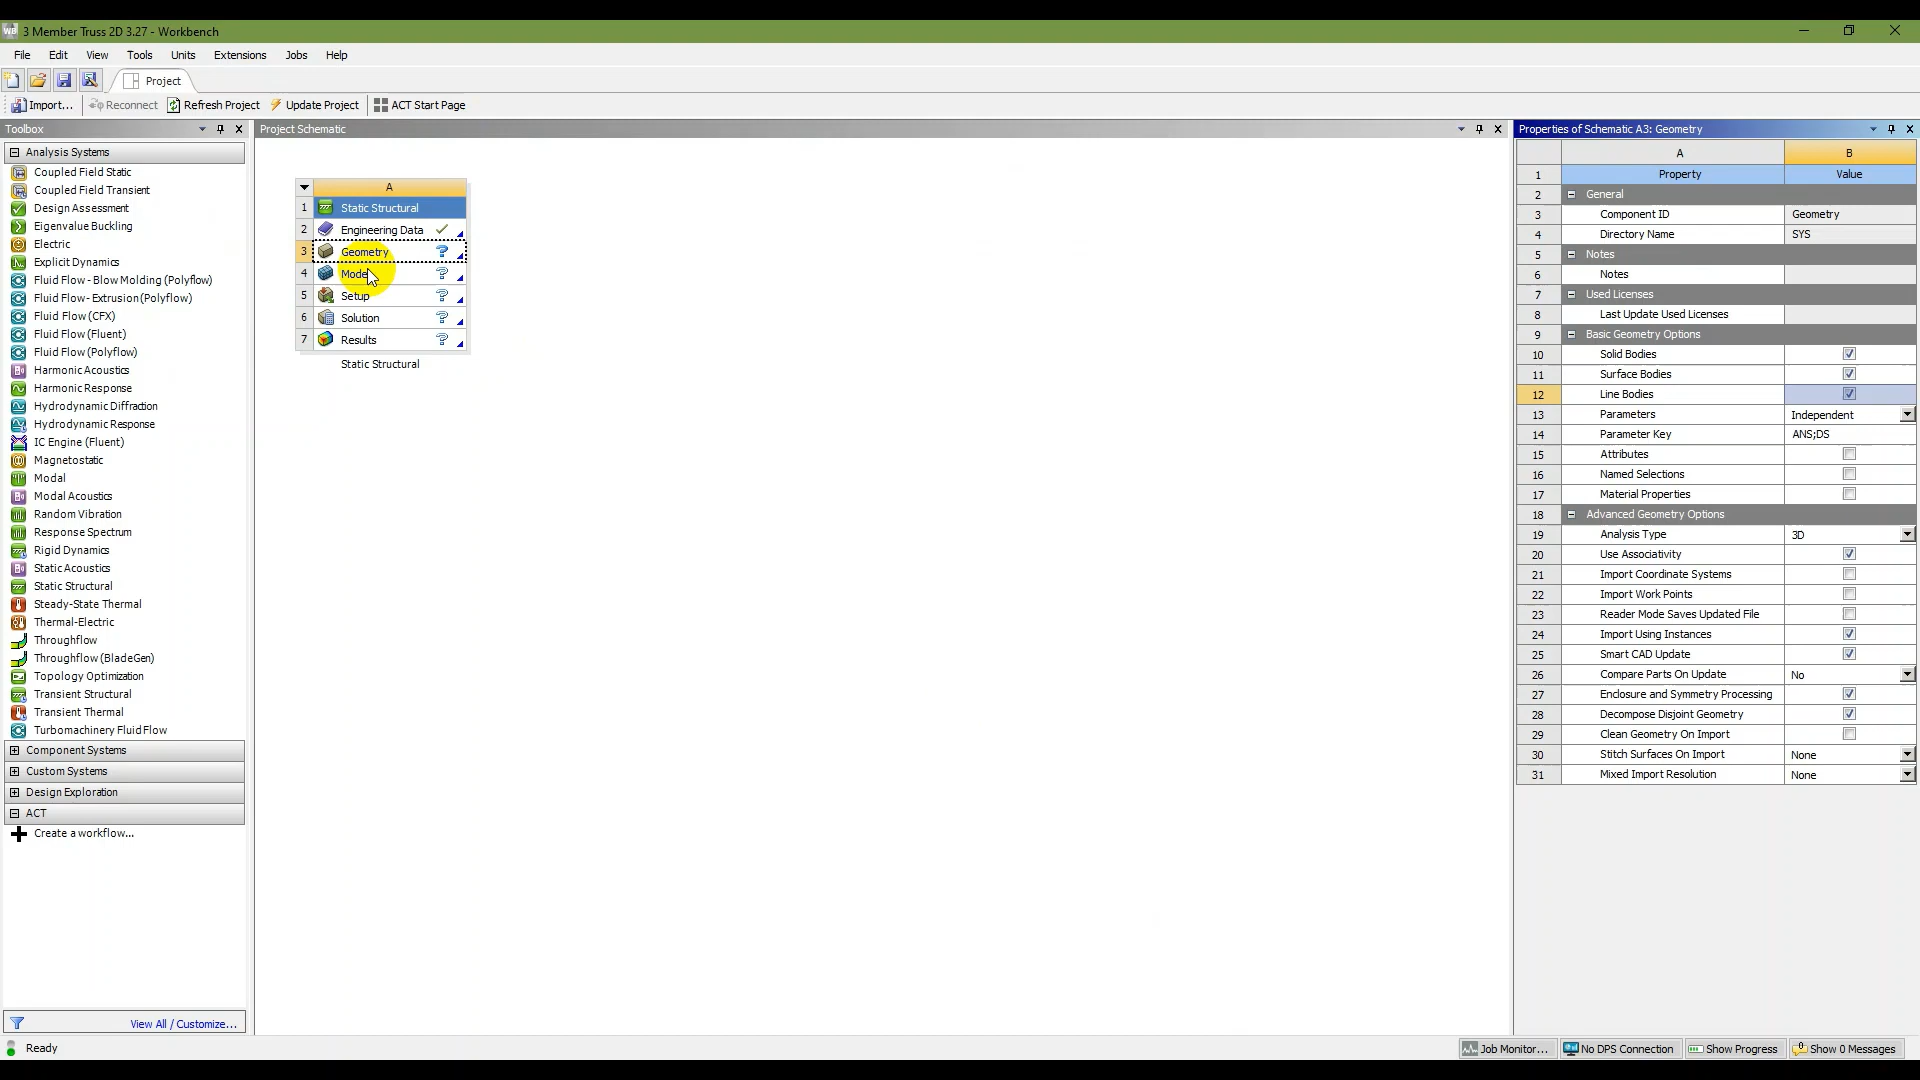 3 Member Truss 2D 3.27 - Workbench
File Edit View Tools Units Extensions Jobs Help
Project
Import... Reconnect Refresh Project Update Project ACT Start Page
Toolbox
Analysis Systems
Coupled Field Static
Coupled Field Transient
Design Assessment
Eigenvalue Buckling
Electric
Explicit Dynamics
Fluid Flow - Blow Molding (Polyflow)
Fluid Flow- Extrusion (Polyflow)
Fluid Flow (CFX)
Fluid Flow (Fluent)
Fluid Flow (Polyflow)
Harmonic Acoustics
Harmonic Response
Hydrodynamic Diffraction
Hydrodynamic Response
IC Engine (Fluent)
Magnetostatic
Modal
Modal Acoustics
Random Vibration
Response Spectrum
Rigid Dynamics
Static Acoustics
Static Structural
Steady-State Thermal
Thermal-Electric
Throughflow
Throughflow (BladeGen)
Topology Optimization
Transient Structural
Transient Thermal
Turbomachinery Fluid Flow
Component Systems
Custom Systems
Design Exploration
ACT
Create a workflow...
View All / Customize...
Project Schematic
A
1 Static Structural
2 Engineering Data
3 Geometry ?
4 Model ?
5 Setup ?
6 Solution ?
7 Results ?
Static Structural
Properties of Schematic A3: Geometry
A B
1 Property Value
2 General
3 Component ID Geometry
4 Directory Name SYS
5 Notes
6 Notes
7 Used Licenses
8 Last Update Used Licenses
9 Basic Geometry Options
10 Solid Bodies
11 Surface Bodies
12 Line Bodies
13 Parameters Independent
14 Parameter Key ANS;DS
15 Attributes
16 Named Selections
17 Material Properties
18 Advanced Geometry Options
19 Analysis Type 3D
20 Use Associativity
21 Import Coordinate Systems
22 Import Work Points
23 Reader Mode Saves Updated File
24 Import Using Instances
25 Smart CAD Update
26 Compare Parts On Update No
27 Enclosure and Symmetry Processing
28 Decompose Disjoint Geometry
29 Clean Geometry On Import
30 Stitch Surfaces On Import None
31 Mixed Import Resolution None
Ready
Job Monitor... No DPS Connection Show Progress Show 0 Messages